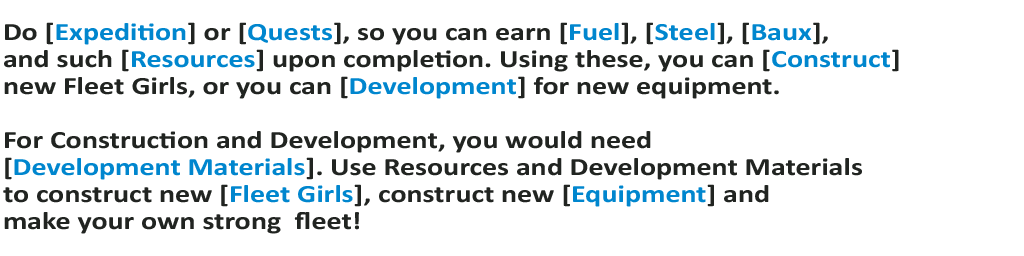 Do [Expedition] or [Quests], so you can earn [Fuel], [Steel], [Baux],
and such [Resources] upon completion. Using these, you can [Construct]
new Fleet Girls, or you can [Development] for new equipment.
For Construction and Development, you would need
[Development Materials]. Use Resources and Development Materials
to construct new [Fleet Girls], construct new [Equipment] and
make your own strong  fleet!